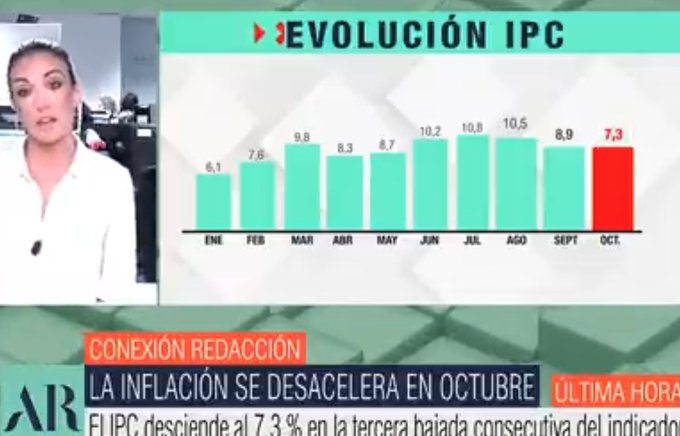 EVOLUCIÓN IPC
6,1 7,6 9,8 8,3 8,7 10,2 10,8 10,5 8,9 7,3
ENE FEB MAR ABR MAY JUN JUL AGO SEPT OCT.
CONEXIÓN REDACCIÓN
LA INFLACIÓN SE DESACELERA EN OCTUBRE
ÚLTIMA HORA
AR
El IPC desciende al 7,3 % en la tercera bajada consecutiva del indicador